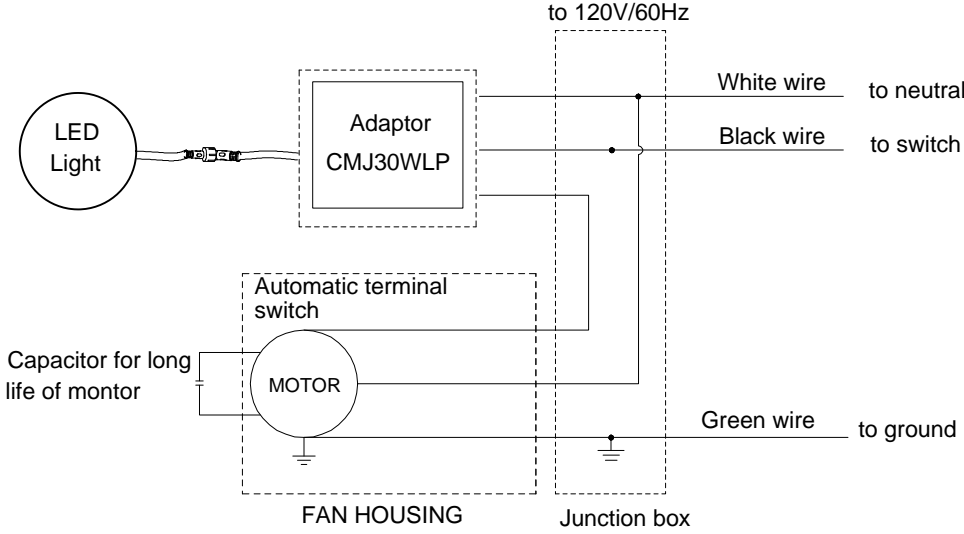 to 120V/60Hz
White wire
to neutral
LED
Light
Adaptor
CMJ30WLP
Black wire
to switch
Automatic terminal
switch
Capacitor for long
life of montor
MOTOR
Green wire
to ground
FAN HOUSING
Junction box